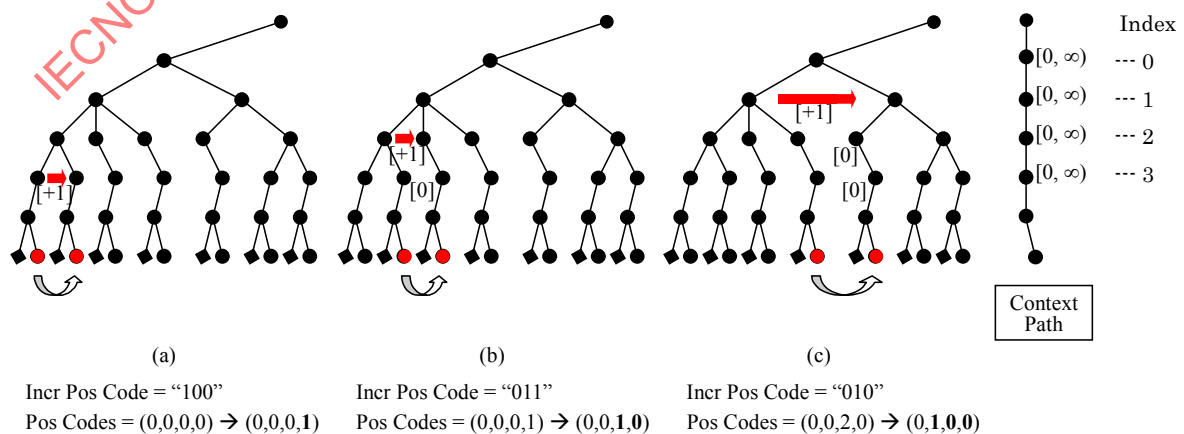 IECNO
Index
[0, ∞) --- 0
[0, ∞) --- 1
[+1]
[0, ∞) --- 2
[+1]
[0]
[0, ∞) --- 3
[+1]
[0]
[0]
Context
Path
(a)
(b)
(c)
Incr Pos Code = “100”
Pos Codes = (0,0,0,0) → (0,0,0,1)
Incr Pos Code = “011”
Pos Codes = (0,0,0,1) → (0,0,1,0)
Incr Pos Code = “010”
Pos Codes = (0,0,2,0) → (0,1,0,0)